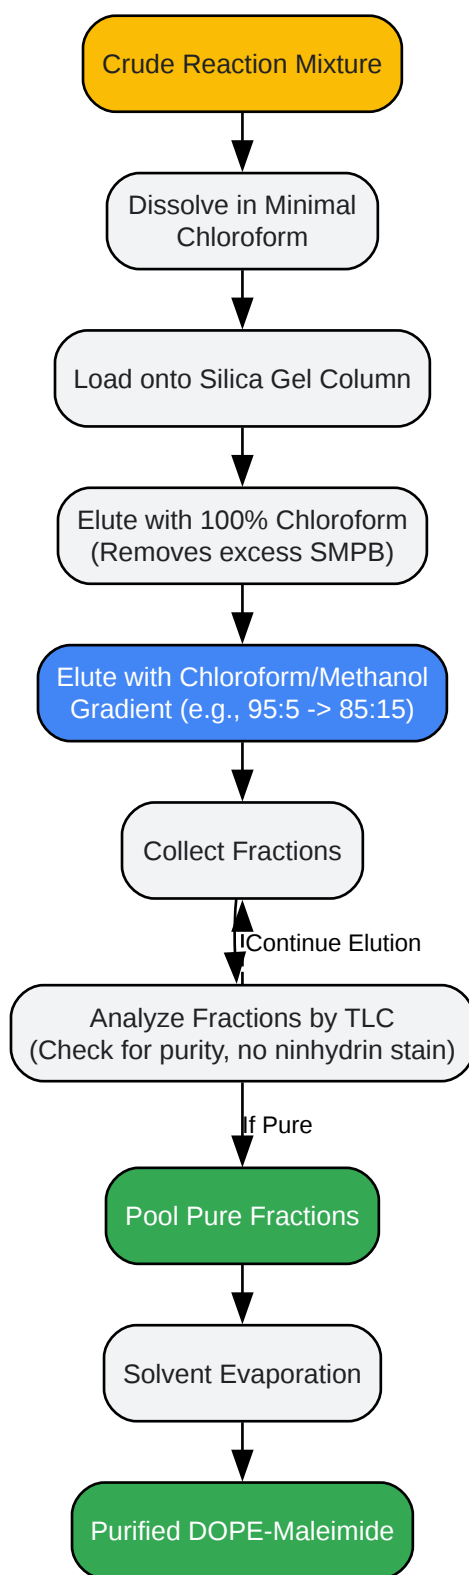 Crude Reaction Mixture
Dissolve in Minimal
Chloroform
Load onto Silica Gel Column
Elute with 100% Chloroform
(Removes excess SMPB)
Elute with Chloroform/Methanol
Gradient (e.g., 95:5 -> 85:15)
Collect Fractions
Continue Elution
Analyze Fractions by TLC
(Check for purity, no ninhydrin stain)
If Pure
Pool Pure Fractions
Solvent Evaporation
Purified DOPE-Maleimide